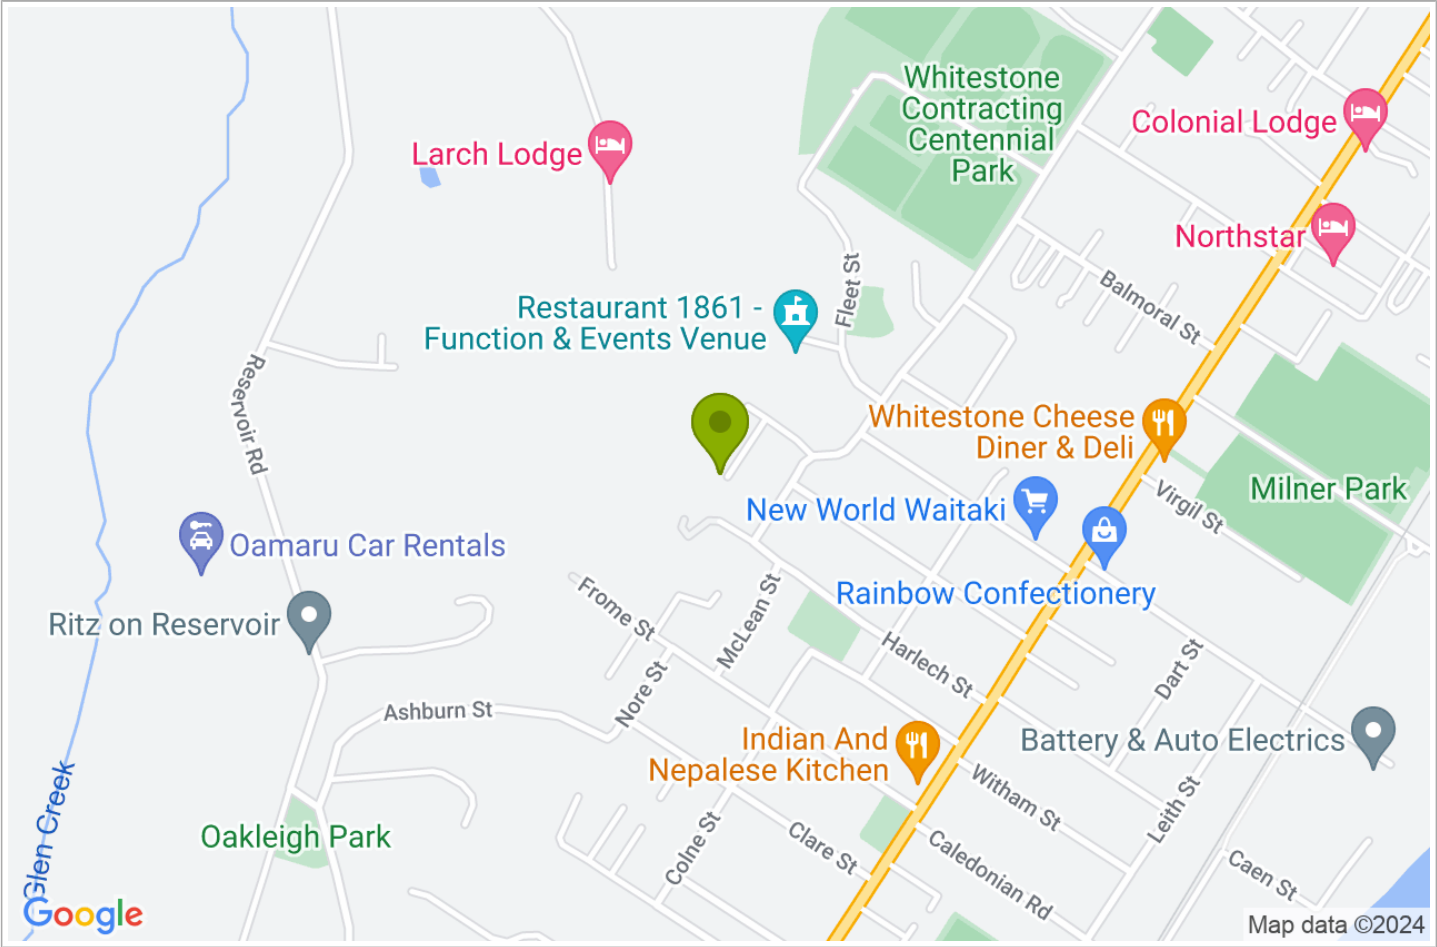 Whitestone
Contracting
Centennial
Park
Colonial Lodge
Larch Lodge
Northstar
Fleet St
Balmoral St
Restaurant 1861 -
Function & Events Venue
Reservoir Rd
Whitestone Cheese
Diner & Deli
Milner Park
Virgil St
New World Waitaki
Oamaru Car Rentals
Rainbow Confectionery
Ritz on Reservoir
Frome St
McLean St
Harlech St
Dart St
Nore St
Ashburn St
Indian And
Nepalese Kitchen
Battery & Auto Electrics
Witham St
Leith St
Glen Creek
Oakleigh Park
Colne St
Clare St
Caledonian Rd
Caen St
Google
Map data ©2024